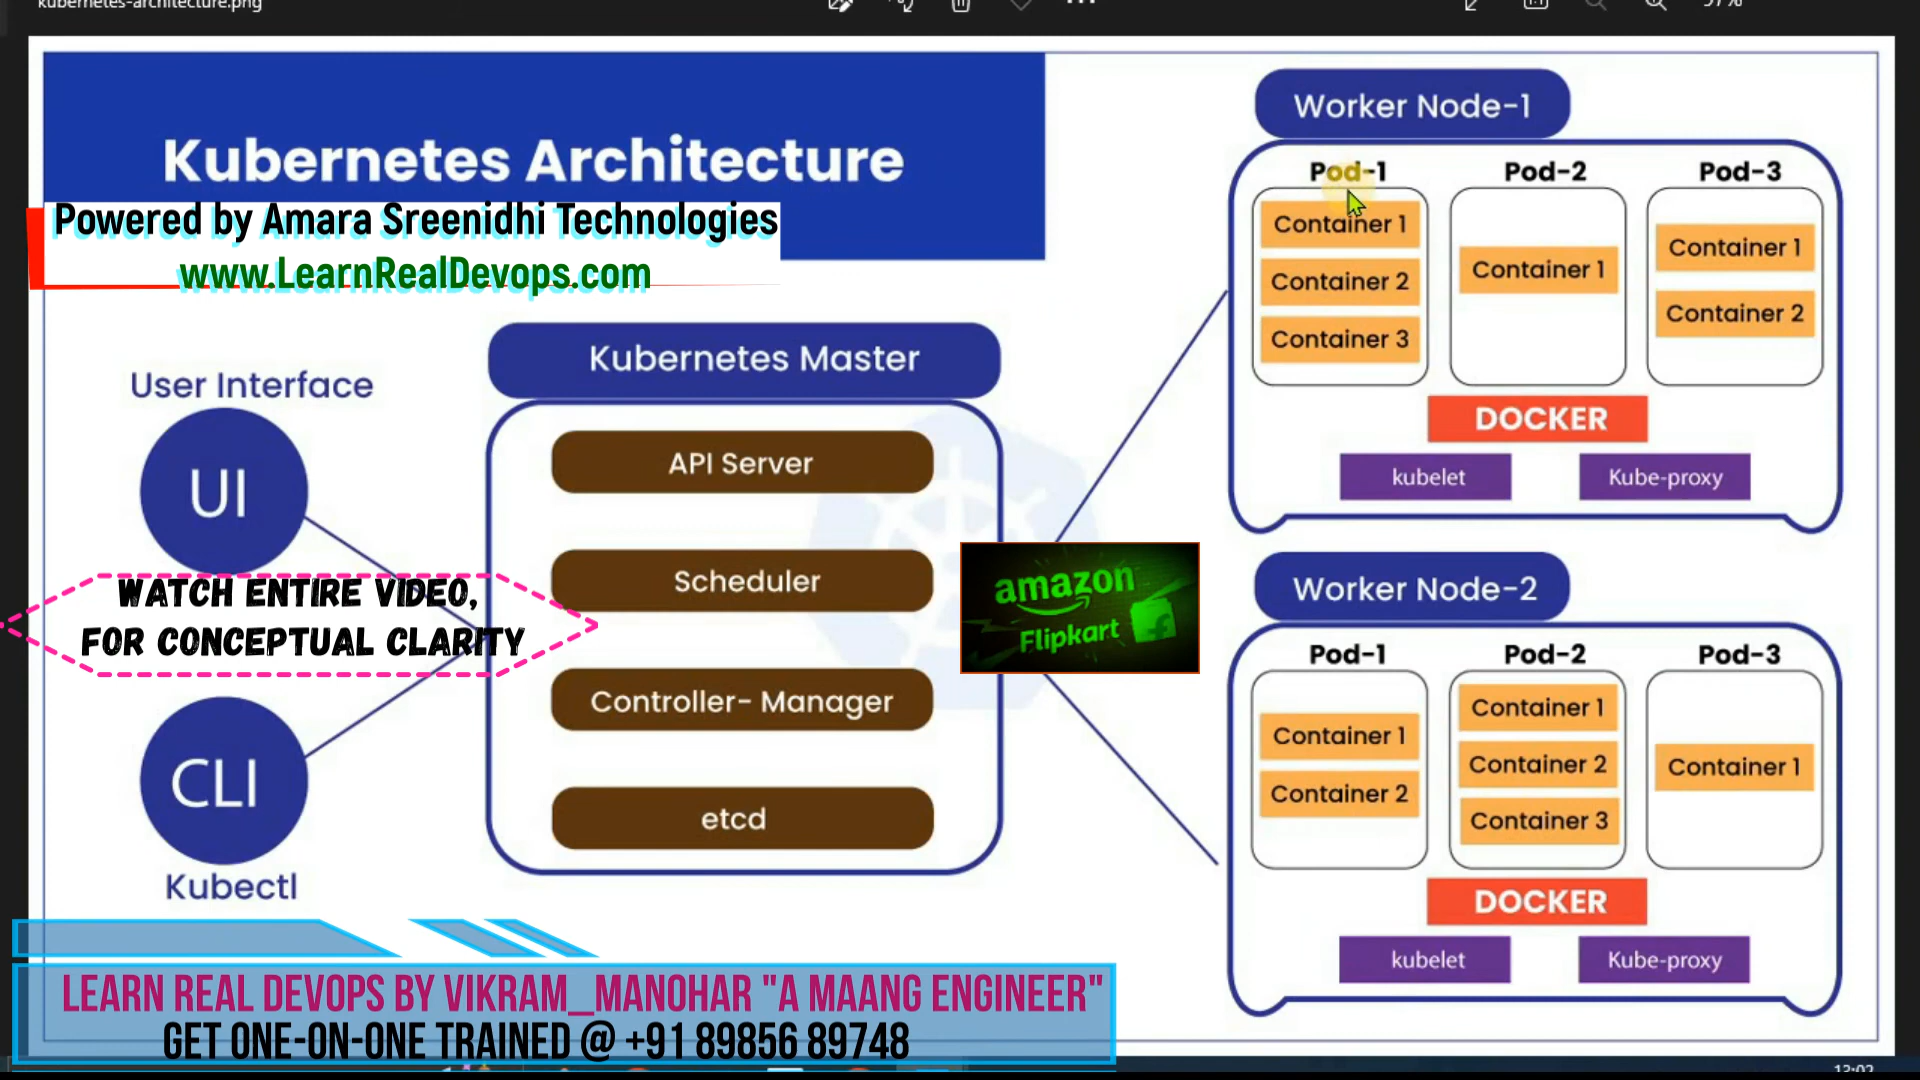 kubernetes-architecture.png
Kubernetes Architecture
Powered by Amara Sreenidhi Technologies
www.LearnRealDevops.com
User Interface
UI
WATCH ENTIRE VIDEO,
FOR CONCEPTUAL CLARITY
CLI
Kubectl
Kubernetes Master
API Server
Scheduler
Controller- Manager
etcd
amazon
Flipkart
Worker Node-1
Pod-1
Container 1
Container 2
Container 3
Pod-2
Container 1
Pod-3
Container 1
Container 2
DOCKER
kubelet
Kube-proxy
Worker Node-2
Pod-1
Container 1
Container 2
Pod-2
Container 1
Container 2
Container 3
Pod-3
Container 1
DOCKER
kubelet
Kube-proxy
LEARN REAL DEVOPS BY VIKRAM_MANOHAR "A MAANG ENGINEER"
GET ONE-ON-ONE TRAINED @ +91 89856 89748